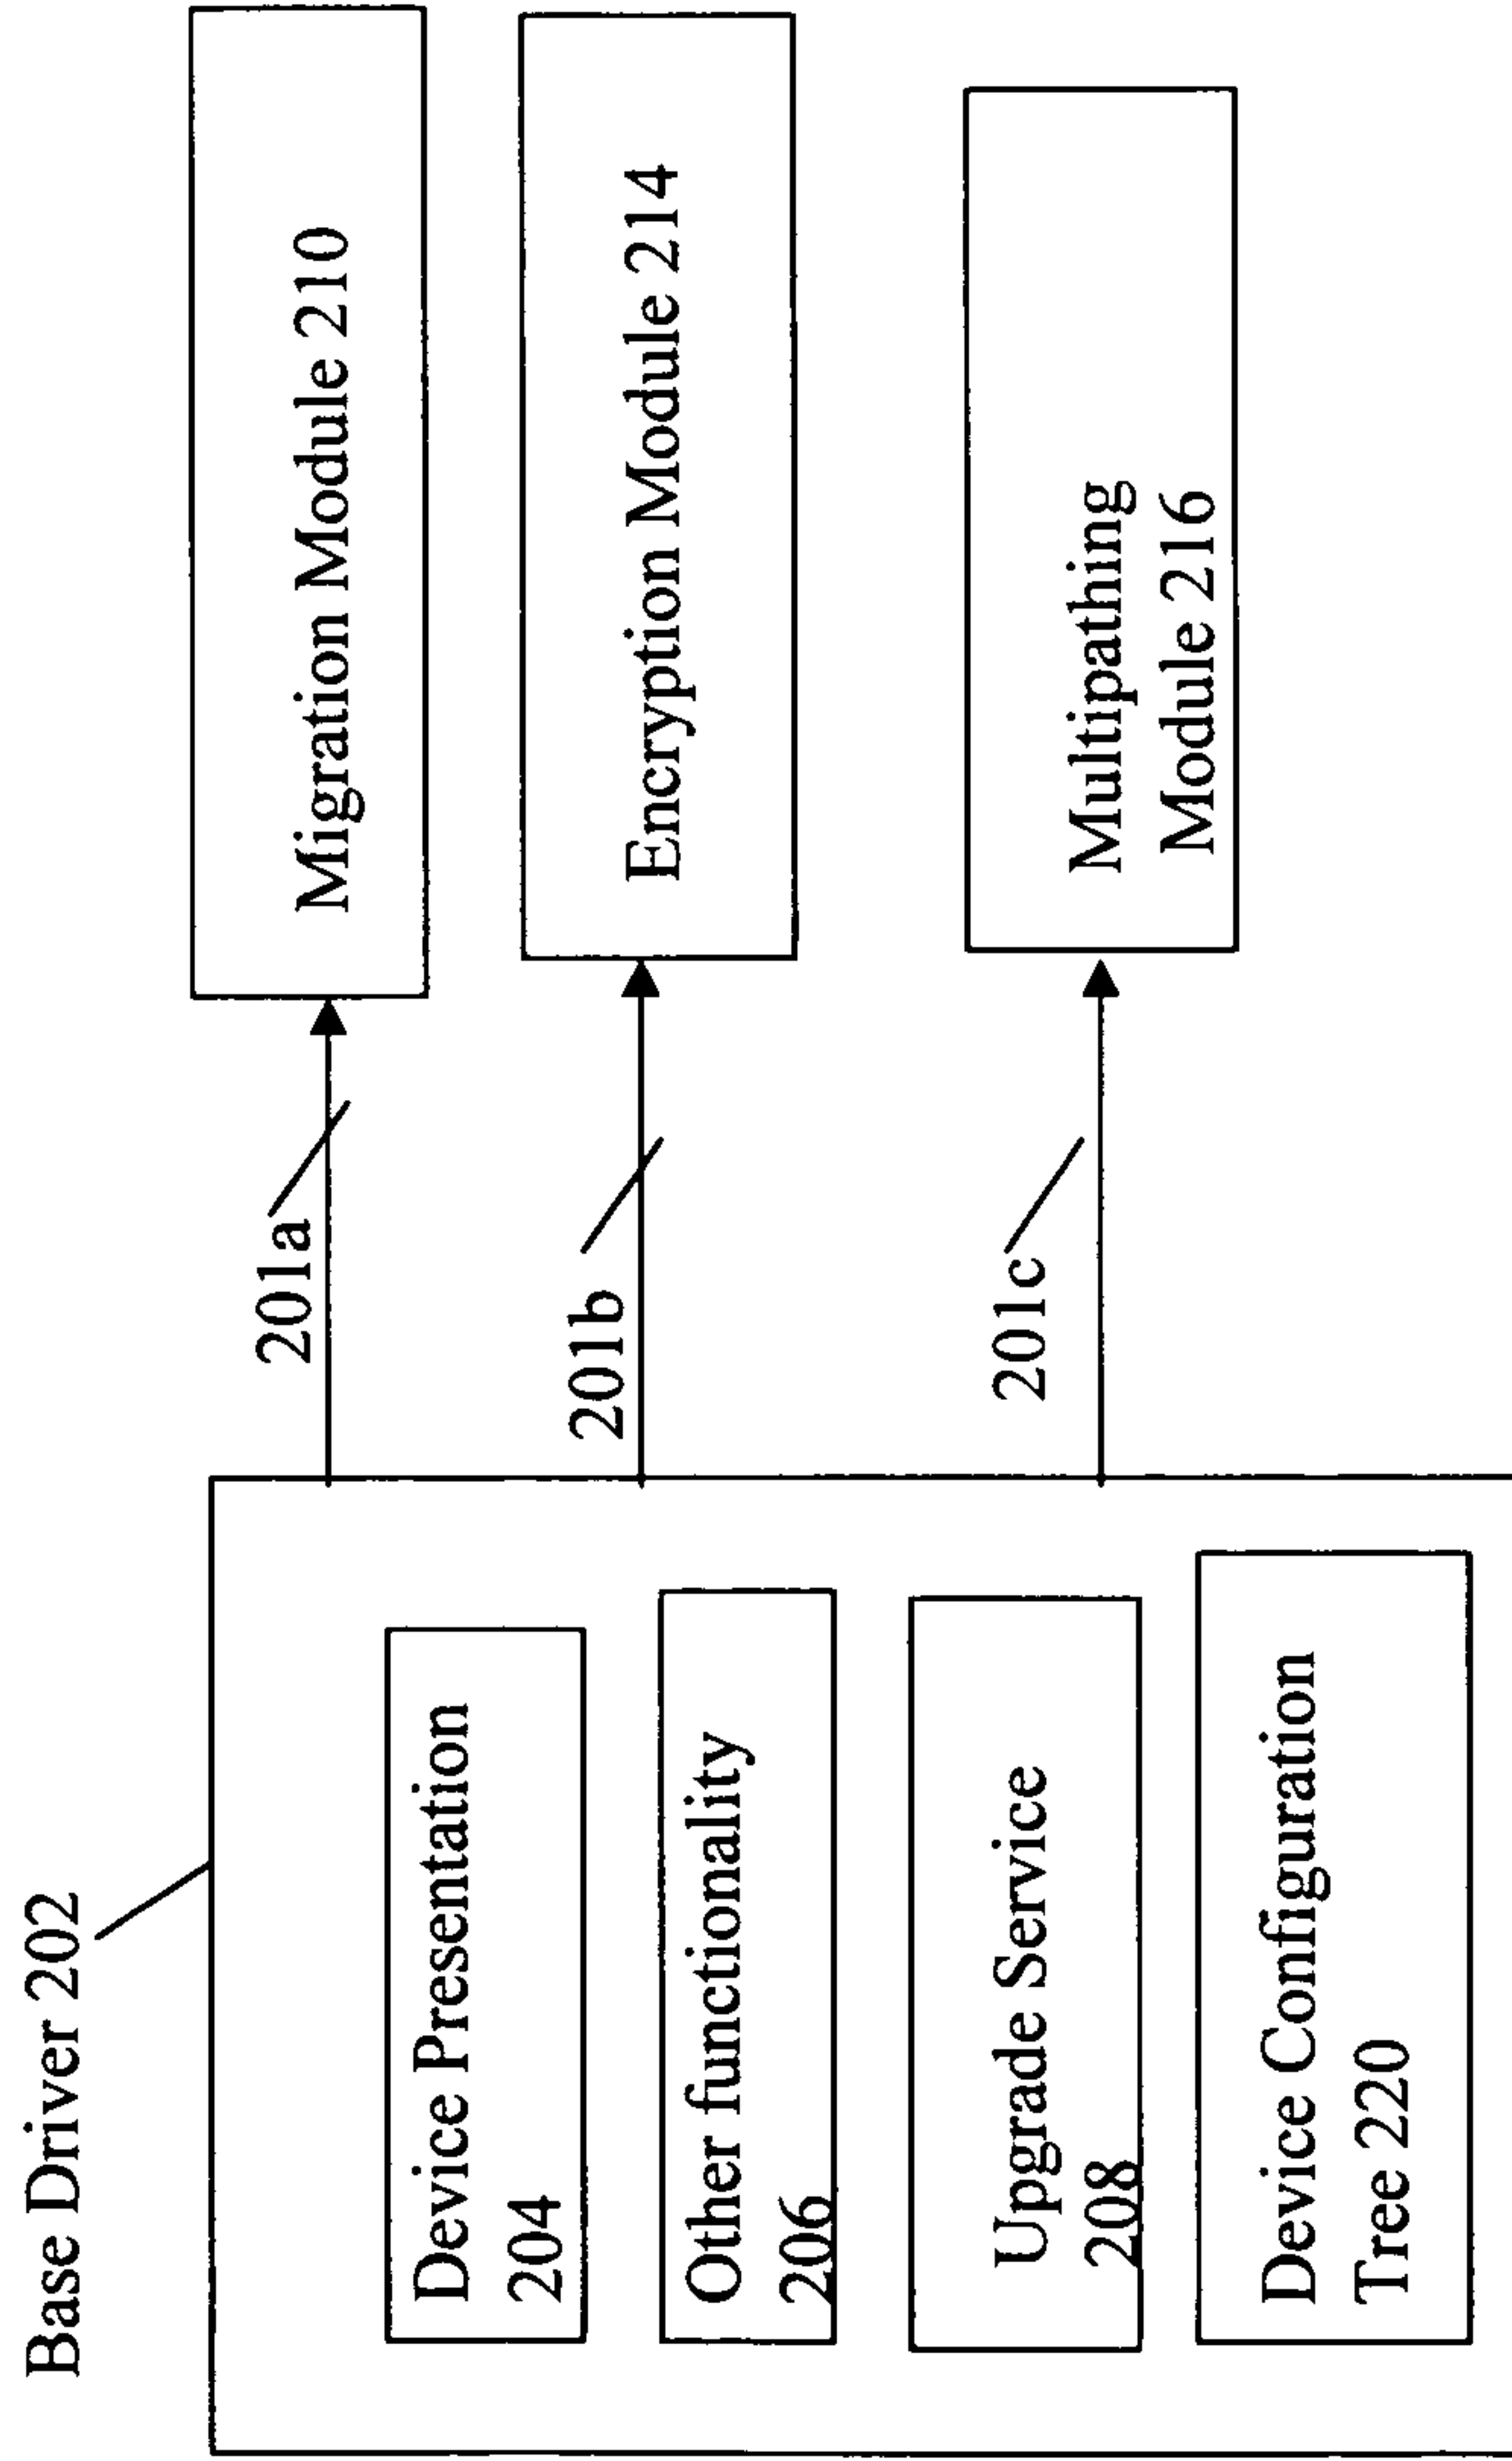 Base Driver 202
Device Presentation
204
Other functionality
206
Upgrade Service
208
Device Configuration
Tree 220
201a
201b
201c
Migration Module 210
Encryption Module 214
Multipathing
Module 216